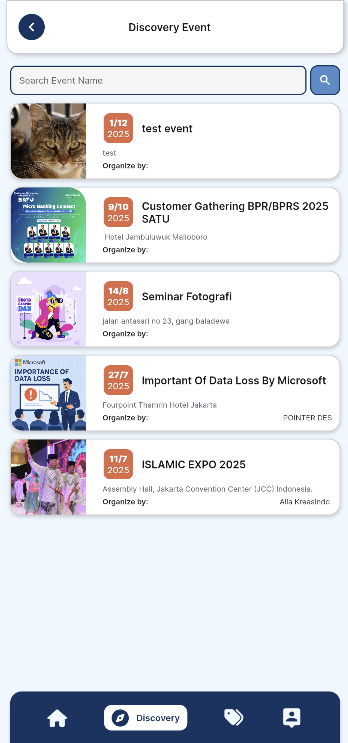 Discovery Event
Search Event Name
1/12
2025
test event
test
Organize by:
SATU
Micro Banking Connect
9/10
2025
Customer Gathering BPR/BPRS 2025
SATU
Hotel Jambuluwuk Malioboro
Organize by:
DAY
14/8
2025
Seminar Fotografi
jalan antasari no 23, gang baladewa
Organize by:
Microsoft
IMPORTANCE OF
DATA LOSS
27/7
2025
Important Of Data Loss By Microsoft
Fourpoint Thamrin Hotel Jakarta
Organize by:
POINTER DES
11/7
2025
ISLAMIC EXPO 2025
Assembly Hall, Jakarta Convention Center (JCC) Indonesia.
Organize by:
Alia Kreasindo.
Discovery